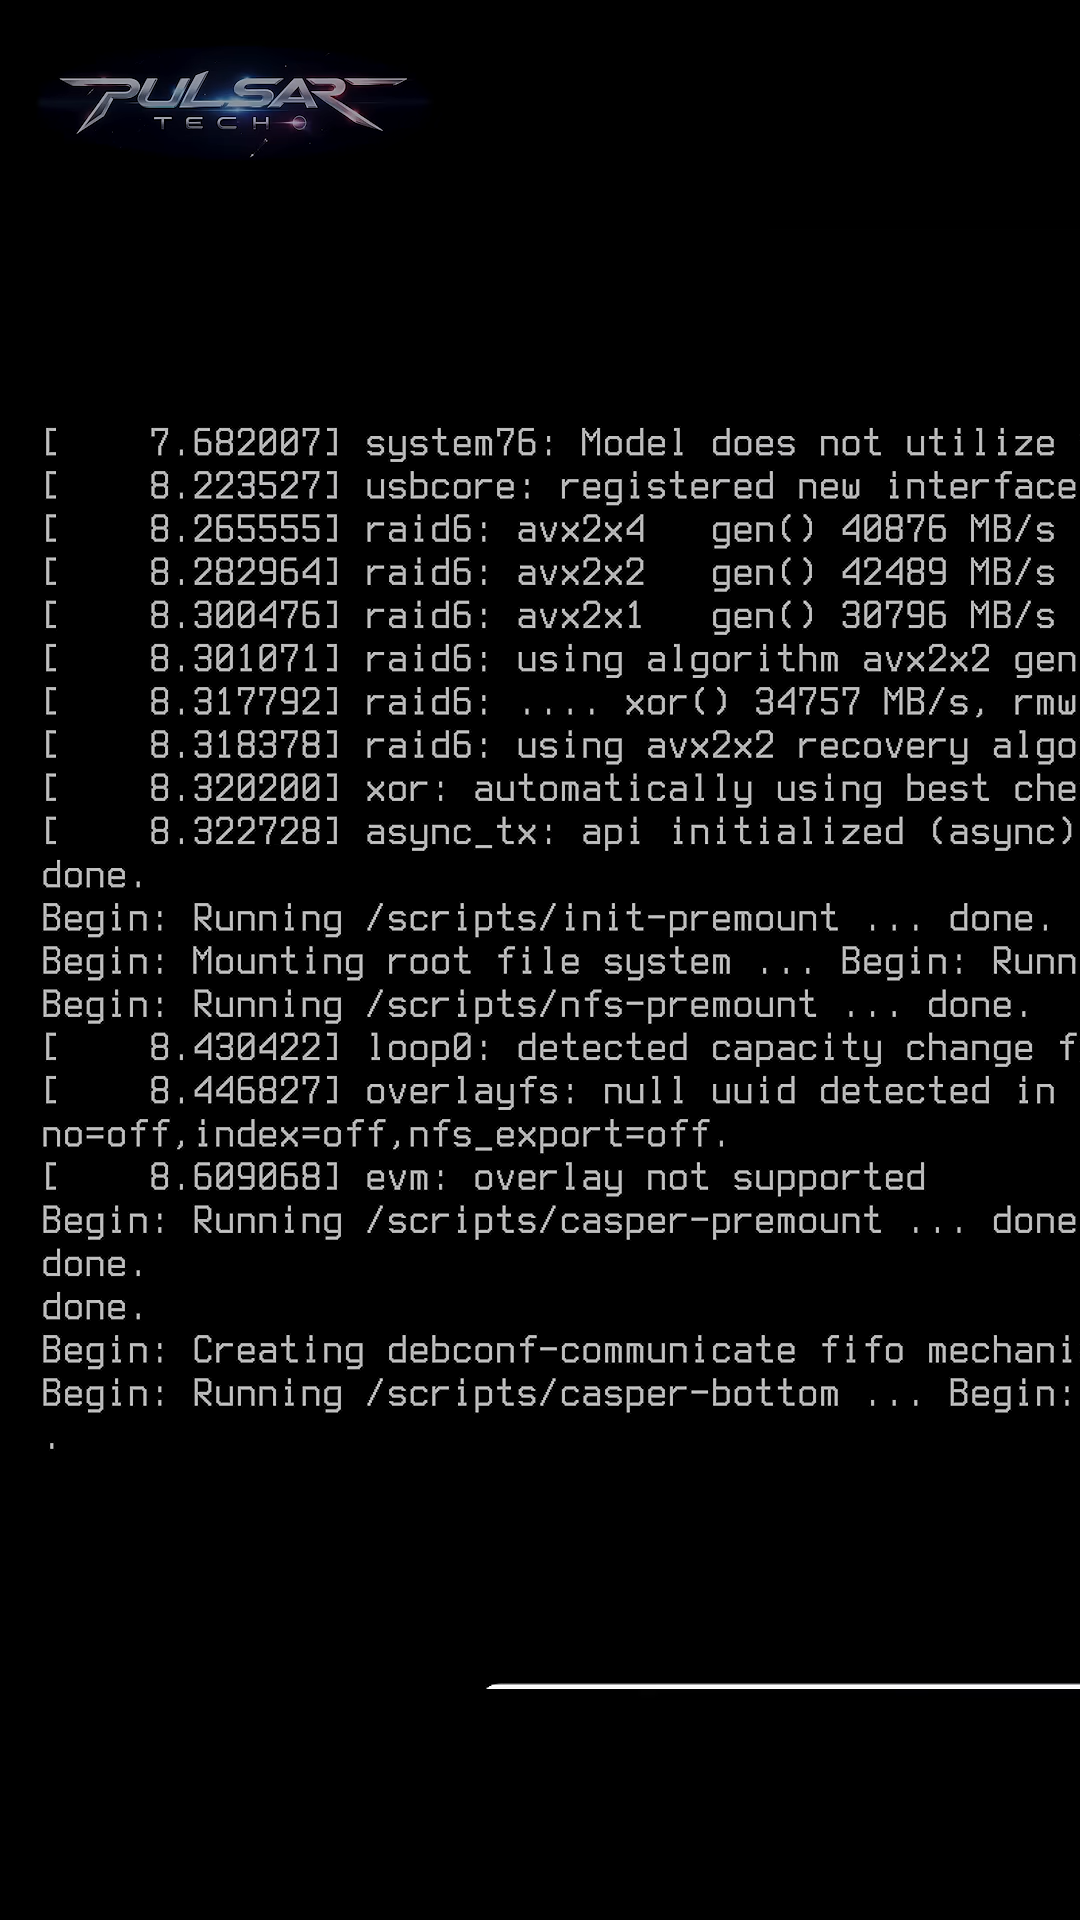 PULSAR
TECH
[    7.682007] system76: Model does not utilize
[    8.223527] usbcore: registered new interface
[    8.265555] raid6: avx2x4   gen() 40876 MB/s
[    8.282964] raid6: avx2x2   gen() 42489 MB/s
[    8.300476] raid6: avx2x1   gen() 30796 MB/s
[    8.301071] raid6: using algorithm avx2x2 gen
[    8.317792] raid6: .... xor() 34757 MB/s, rmw
[    8.318378] raid6: using avx2x2 recovery algo
[    8.320200] xor: automatically using best che
[    8.322728] async_tx: api initialized (async)
done.
Begin: Running /scripts/init-premount ... done.
Begin: Mounting root file system ... Begin: Runn
Begin: Running /scripts/nfs-premount ... done.
[    8.430422] loop0: detected capacity change f
[    8.446827] overlayfs: null uuid detected in
no=off,index=off,nfs_export=off.
[    8.609068] evm: overlay not supported
Begin: Running /scripts/casper-premount ... done
done.
done.
Begin: Creating debconf-communicate fifo mechani
Begin: Running /scripts/casper-bottom ... Begin:
.